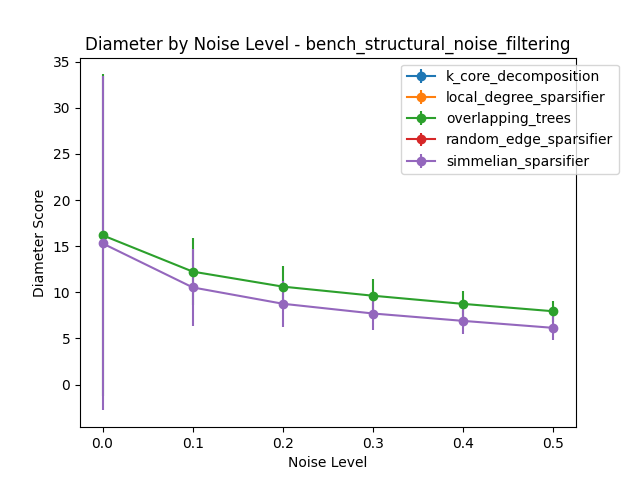 Diameter by Noise Level - bench_structural_noise_filtering
k_core_decomposition
local_degree_sparsifier
overlapping_trees
random_edge_sparsifier
simmelian_sparsifier
Diameter Score
35
30
25
20
15
10
5
0
0.0 0.1 0.2 0.3 0.4 0.5
Noise Level